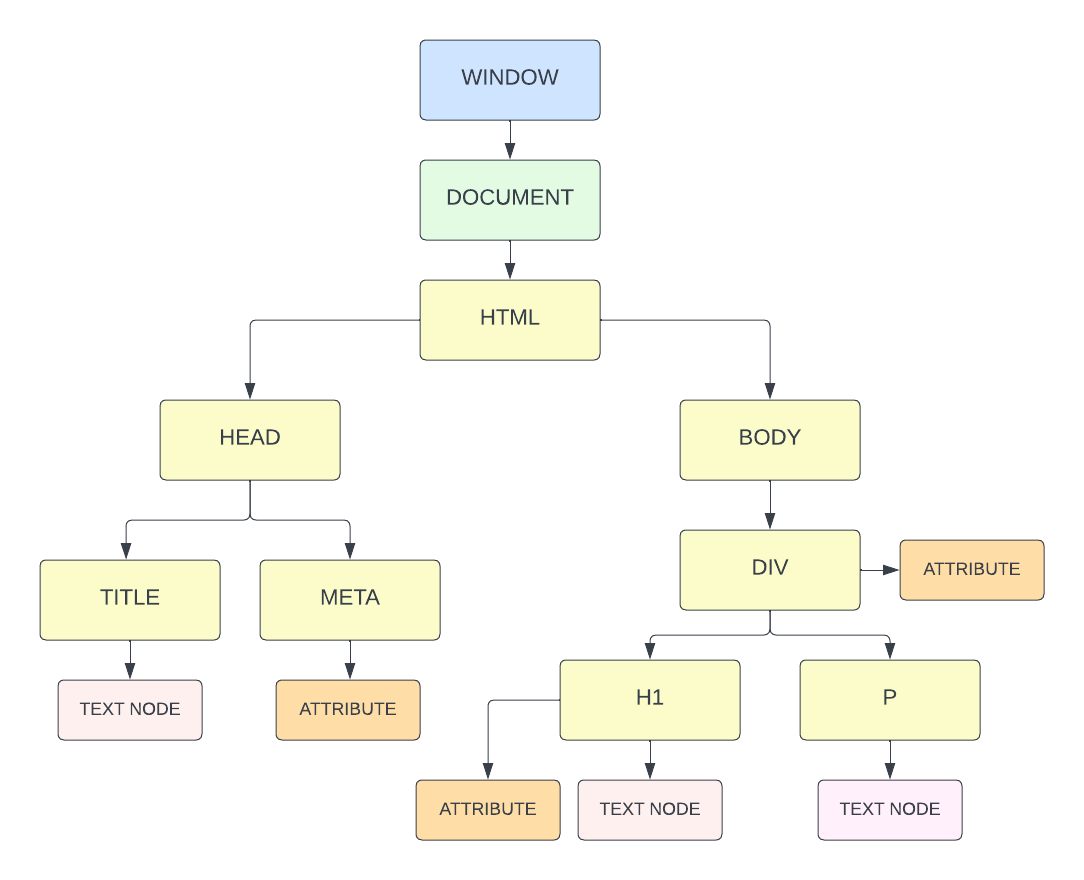 WINDOW
DOCUMENT
HTML
HEAD
BODY
TITLE
META
DIV
ATTRIBUTE
TEXT NODE
ATTRIBUTE
H1
P
ATTRIBUTE
TEXT NODE
TEXT NODE